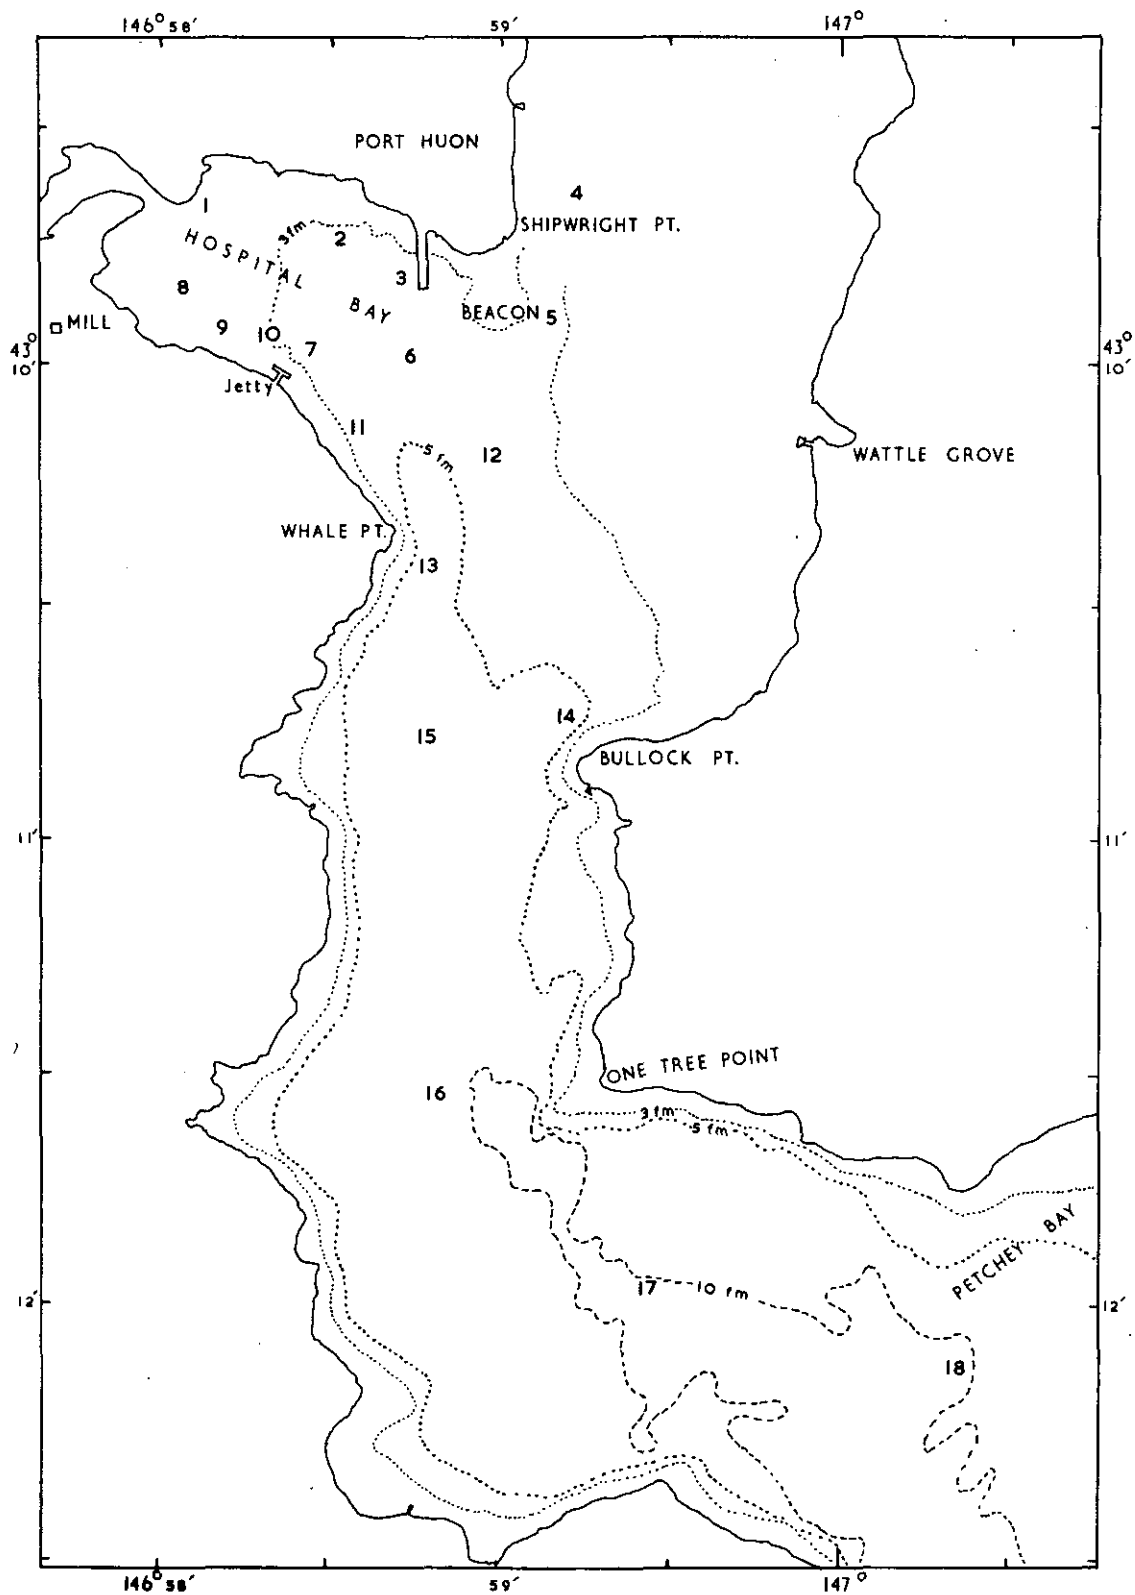 146° 58′
59′
147°
PORT HUON
4
1
SHIPWRIGHT PT.
3 fm
2
HOSPITAL BAY
3
8
BEACON
5
MILL
9
10
7
6
43° 10′
43° 10′
Jetty
11
5 fm
12
WATTLE GROVE
WHALE PT.
13
14
15
BULLOCK PT.
11′
11′
ONE TREE POINT
16
3 fm
5 fm
PETCHEY BAY
17
10 fm
12′
12′
18
146° 58′
59′
147°